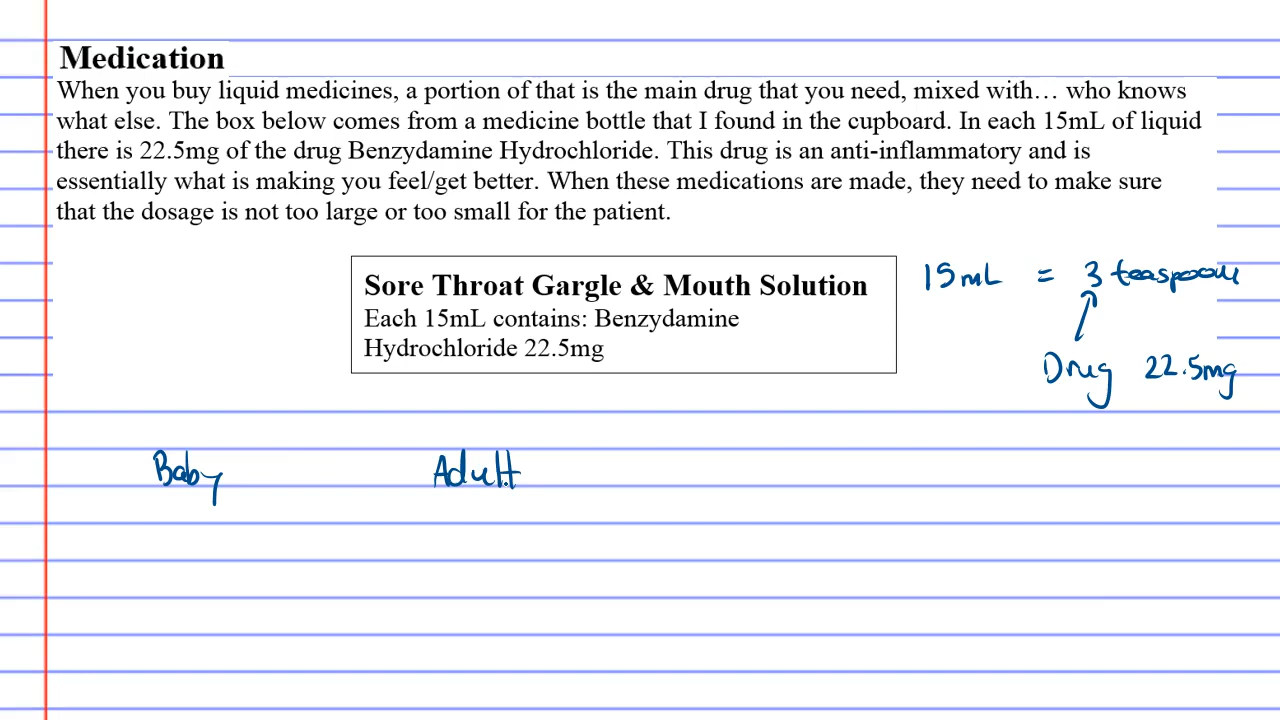 Medication
When you buy liquid medicines, a portion of that is the main drug that you need, mixed with… who knows
what else. The box below comes from a medicine bottle that I found in the cupboard. In each 15mL of liquid
there is 22.5mg of the drug Benzydamine Hydrochloride. This drug is an anti-inflammatory and is
essentially what is making you feel/get better. When these medications are made, they need to make sure
that the dosage is not too large or too small for the patient.
Sore Throat Gargle & Mouth Solution
Each 15mL contains: Benzydamine
Hydrochloride 22.5mg
15mL = 3 teaspoons
Drug 22.5mg
Baby Adult